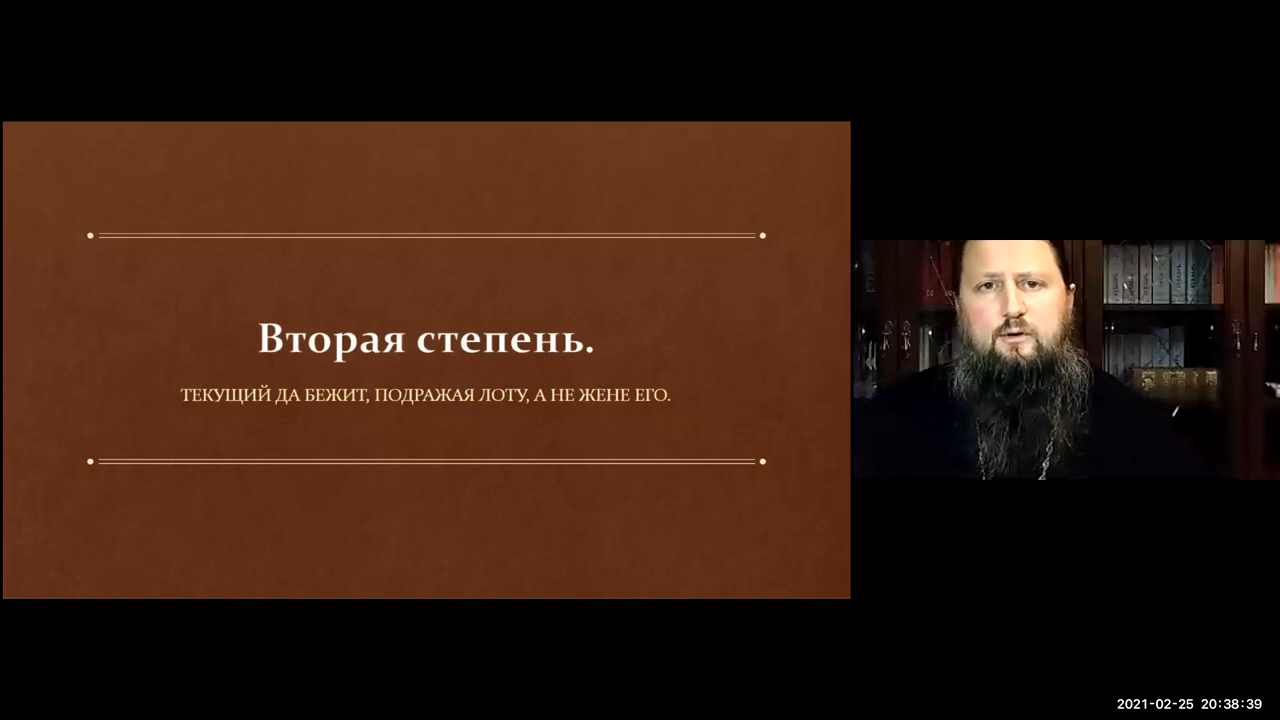 Вторая степень.
ТЕКУЩИЙ ДА БЕЖИТ, ПОДРАЖАЯ ЛОТУ, А НЕ ЖЕНЕ ЕГО.
2021-02-25 20:38:39